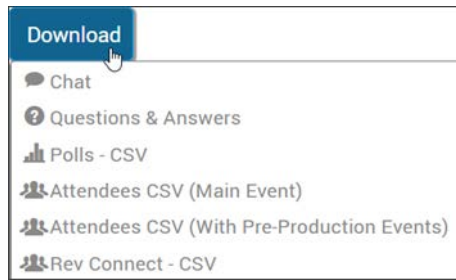 Download
Chat
Questions & Answers
Polls - CSV
Attendees CSV (Main Event)
Attendees CSV (With Pre-Production Events)
Rev Connect - CSV